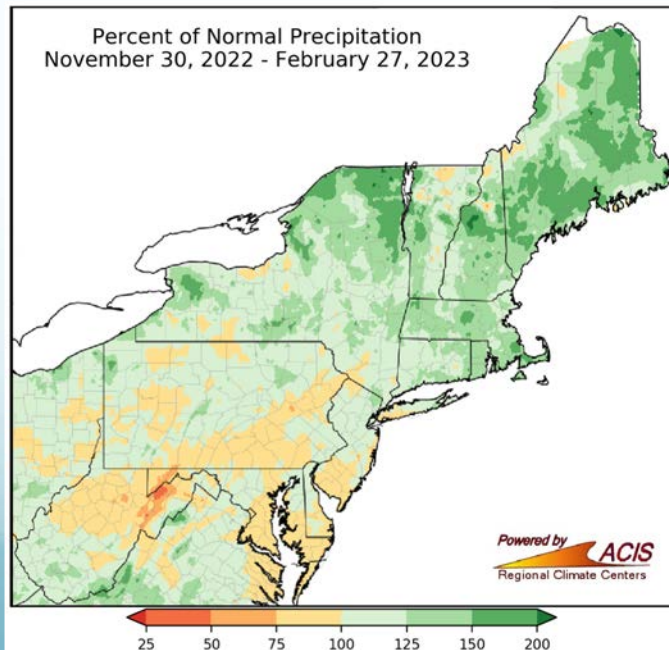 Percent of Normal Precipitation
November 30, 2022 - February 27, 2023
Powered by
ACIS
Regional Climate Centers
25 50 75 100 125 150 200